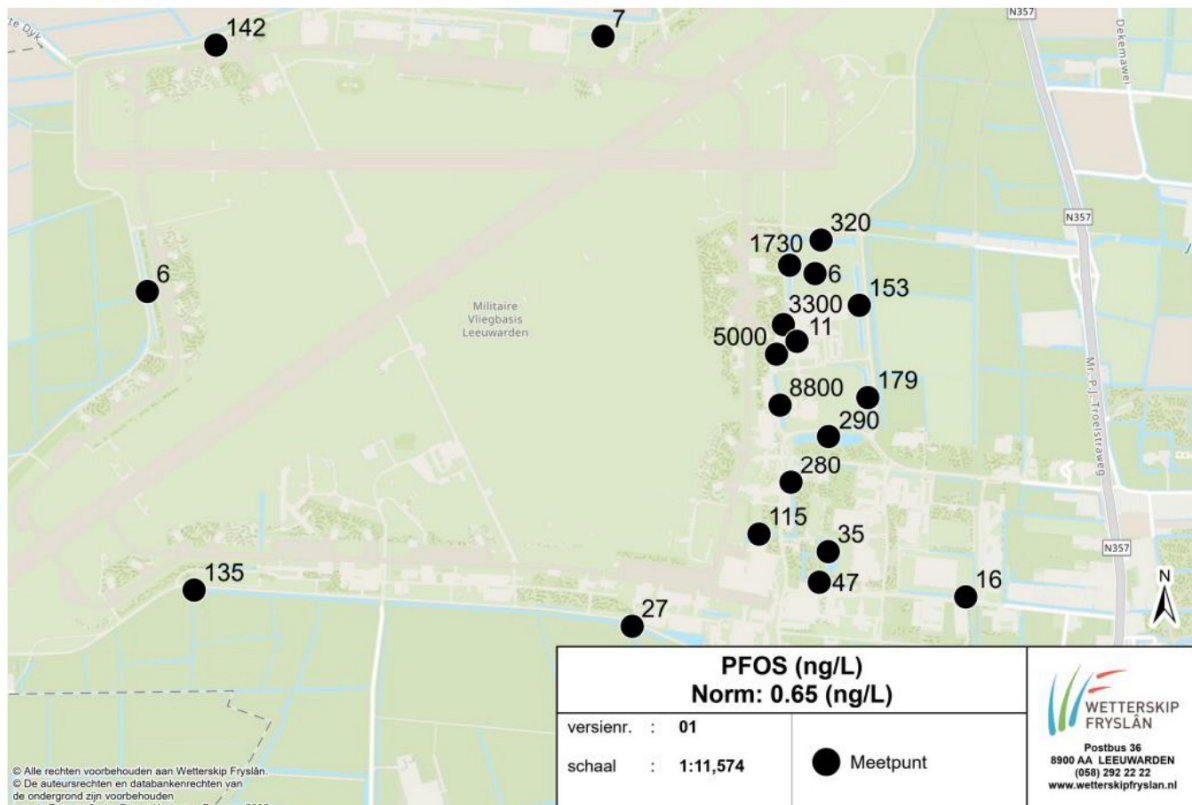 142
7
N357
te Dyk
Dekemawei
320
1730
6
N357
6
153
3300
Militaire
Vliegbasis
Leeuwarden
11
5000
8800
179
290
Mr. P.J. Troelstraweg
280
115
35
N357
135
47
16
N
27
PFOS (ng/L)
Norm: 0.65 (ng/L)
versienr. : 01
schaal : 1:11,574
Meetpunt
WETTERSKIP
FRYSLÂN
Postbus 36
8900 AA LEEUWARDEN
(058) 292 22 22
www.wetterskipfryslan.nl
© Alle rechten voorbehouden aan Wetterskip Fryslân.
© De auteursrechten en databankenrechten van
de ondergrond zijn voorbehouden